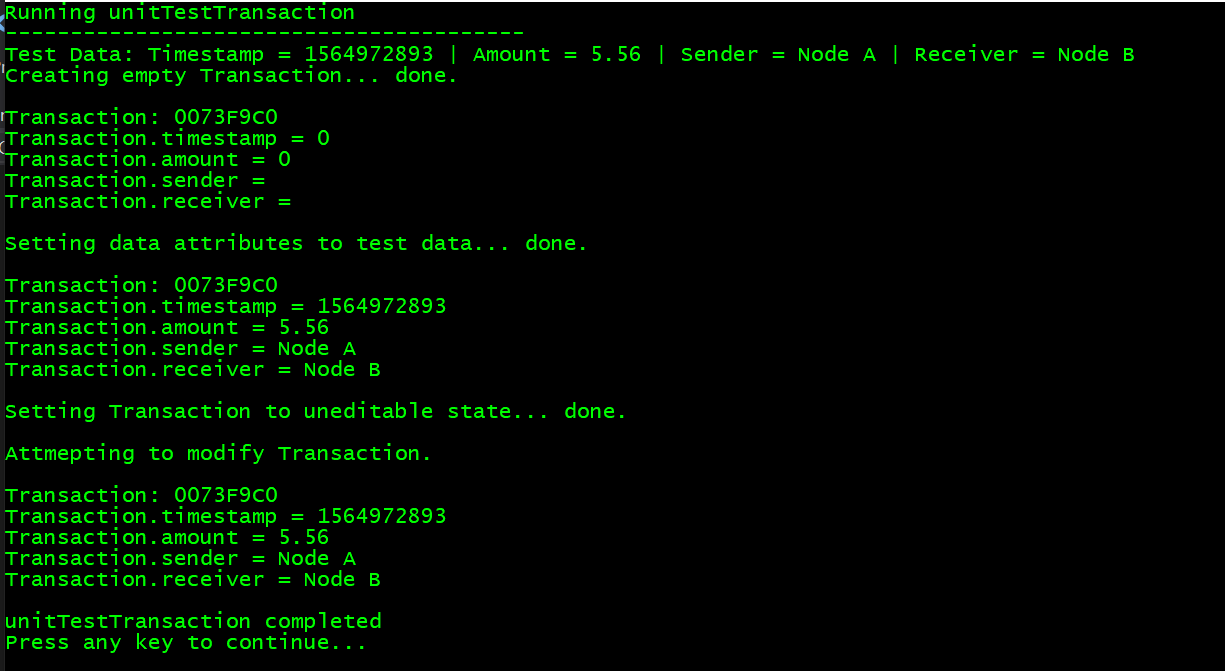 Running unitTestTransaction
----------------------------------------
Test Data: Timestamp = 1564972893 | Amount = 5.56 | Sender = Node A | Receiver = Node B
Creating empty Transaction... done.
Transaction: 0073F9C0
Transaction.timestamp = 0
Transaction.amount = 0
Transaction.sender =
Transaction.receiver =
Setting data attributes to test data... done.
Transaction: 0073F9C0
Transaction.timestamp = 1564972893
Transaction.amount = 5.56
Transaction.sender = Node A
Transaction.receiver = Node B
Setting Transaction to uneditable state... done.
Attmepting to modify Transaction.
Transaction: 0073F9C0
Transaction.timestamp = 1564972893
Transaction.amount = 5.56
Transaction.sender = Node A
Transaction.receiver = Node B
unitTestTransaction completed
Press any key to continue...